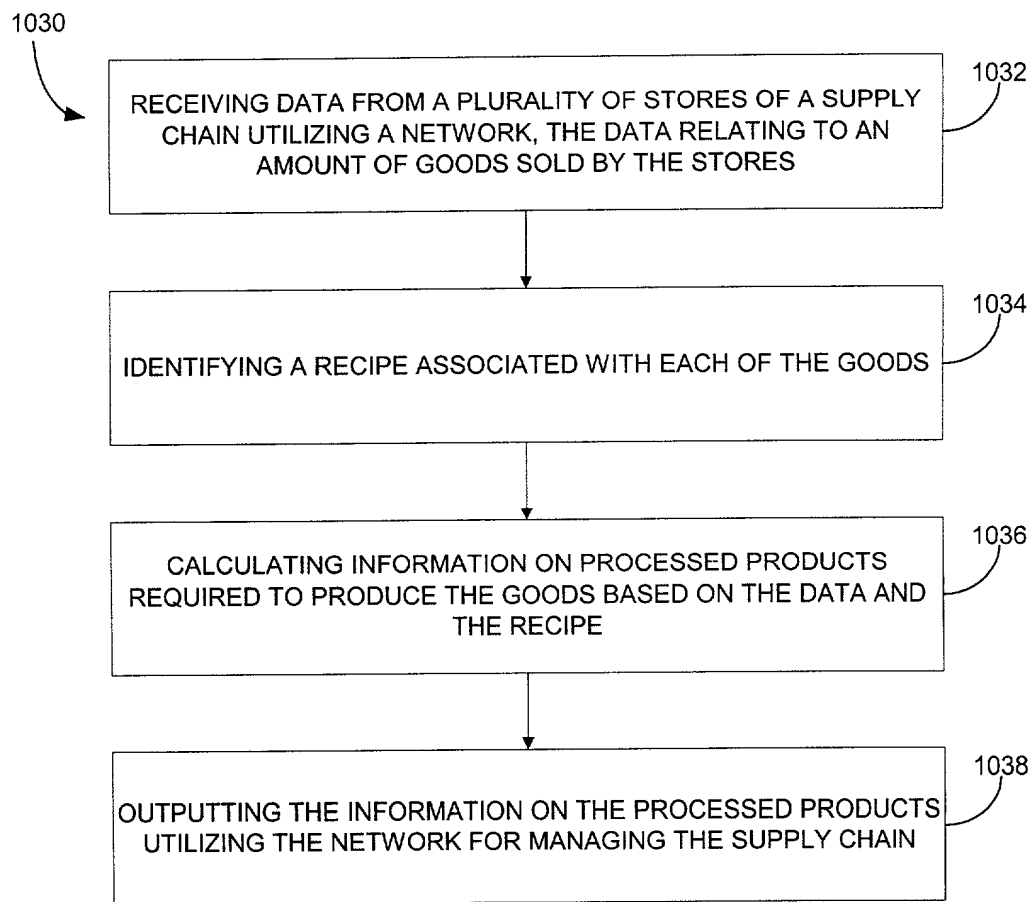 1030
1032
RECEIVING DATA FROM A PLURALITY OF STORES OF A SUPPLY
CHAIN UTILIZING A NETWORK, THE DATA RELATING TO AN
AMOUNT OF GOODS SOLD BY THE STORES
1034
IDENTIFYING A RECIPE ASSOCIATED WITH EACH OF THE GOODS
1036
CALCULATING INFORMATION ON PROCESSED PRODUCTS
REQUIRED TO PRODUCE THE GOODS BASED ON THE DATA AND
THE RECIPE
1038
OUTPUTTING THE INFORMATION ON THE PROCESSED PRODUCTS
UTILIZING THE NETWORK FOR MANAGING THE SUPPLY CHAIN